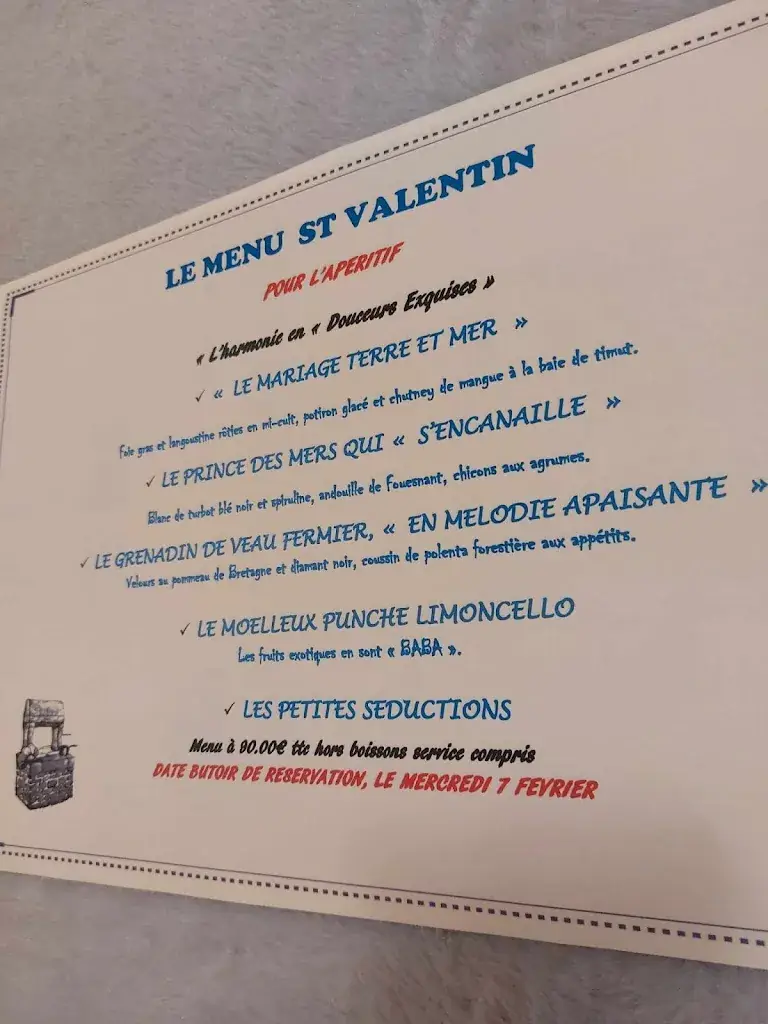 LE MENU ST VALENTIN
POUR L'APERITIF
« L'harmonie en « Douceurs Exquises »
✓ « LE MARIAGE TERRE ET MER »
Foie gras et langoustine rôties en mi-cuit, potiron glacé et chutney de mangue à la baie de timut.
✓ LE PRINCE DES MERS QUI « S'ENCANAILLE »
Blanc de turbot blé noir et spiruline, andouille de Fouesnant, chicons aux agrumes.
✓ LE GRENADIN DE VEAU FERMIER, « EN MELODIE APAISANTE »
Velours au pommeau de Bretagne et diamant noir, coussin de polenta forestière aux appétits.
✓ LE MOELLEUX PUNCHE LIMONCELLO
Les fruits exotiques en sont « BABA ».
✓ LES PETITES SEDUCTIONS
Menu à 90.00€ ttc hors boissons service compris
DATE BUTOIR DE RESERVATION, LE MERCREDI 7 FEVRIER